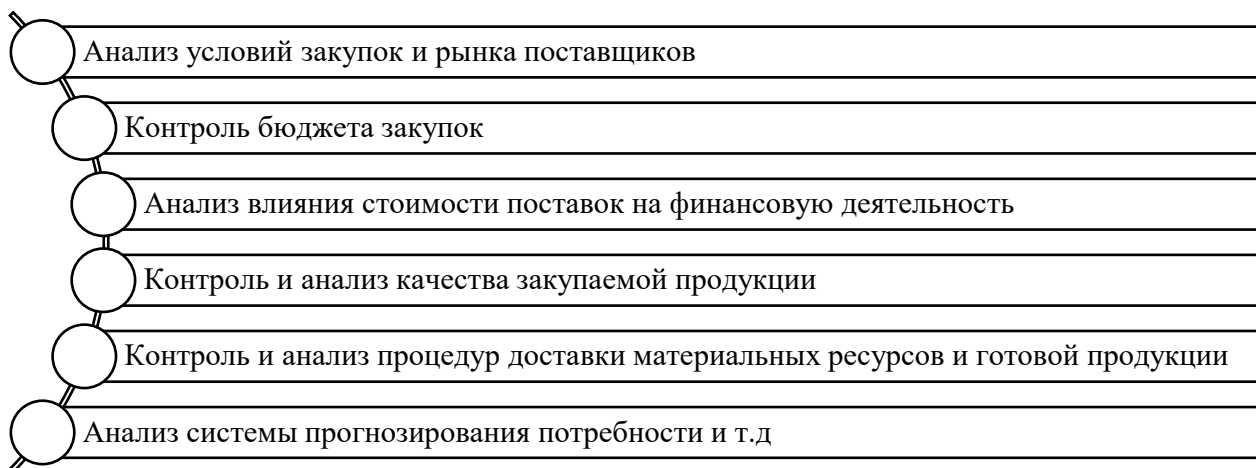 Анализ условий закупок и рынка поставщиков
Контроль бюджета закупок
Анализ влияния стоимости поставок на финансовую деятельность
Контроль и анализ качества закупаемой продукции
Контроль и анализ процедур доставки материальных ресурсов и готовой продукции
Анализ системы прогнозирования потребности и т.д